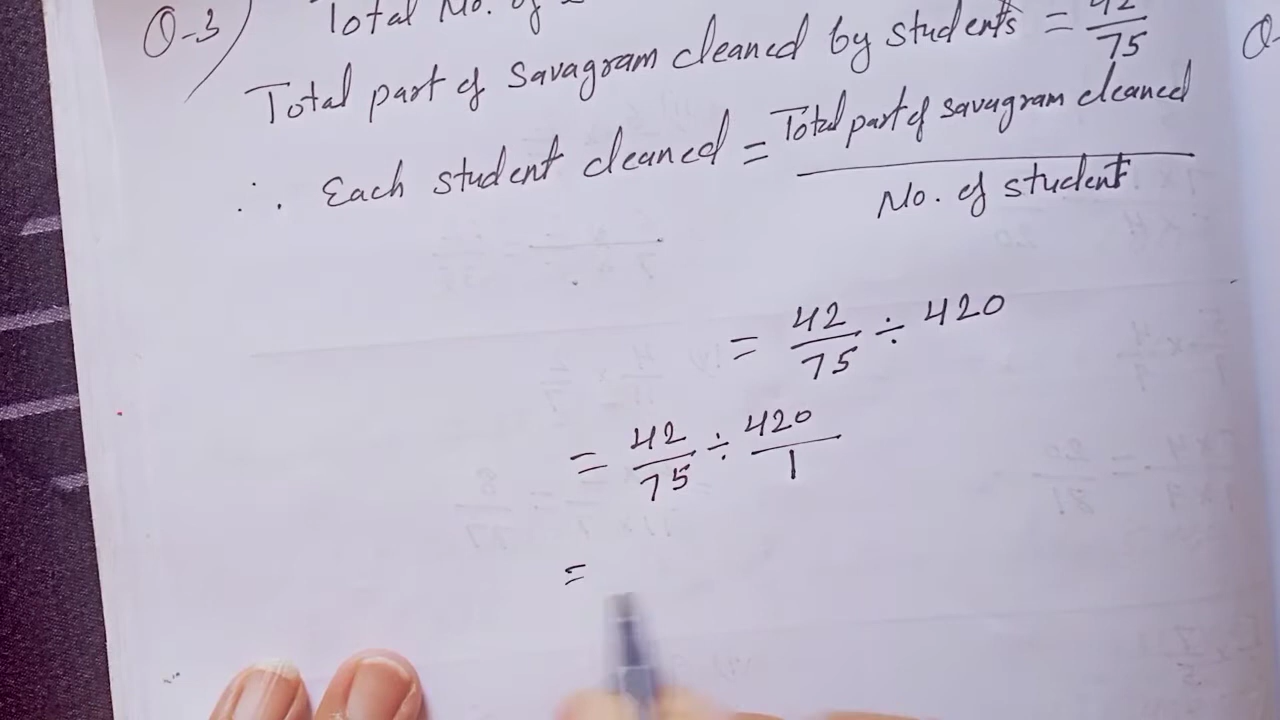 Q-3) Total No. of
Total part of Savagram cleaned by students = 42/75
∴ Each student cleaned = Total part of savagram cleaned / No. of student
= 42/75 ÷ 420
= 42/75 ÷ 420/1
=